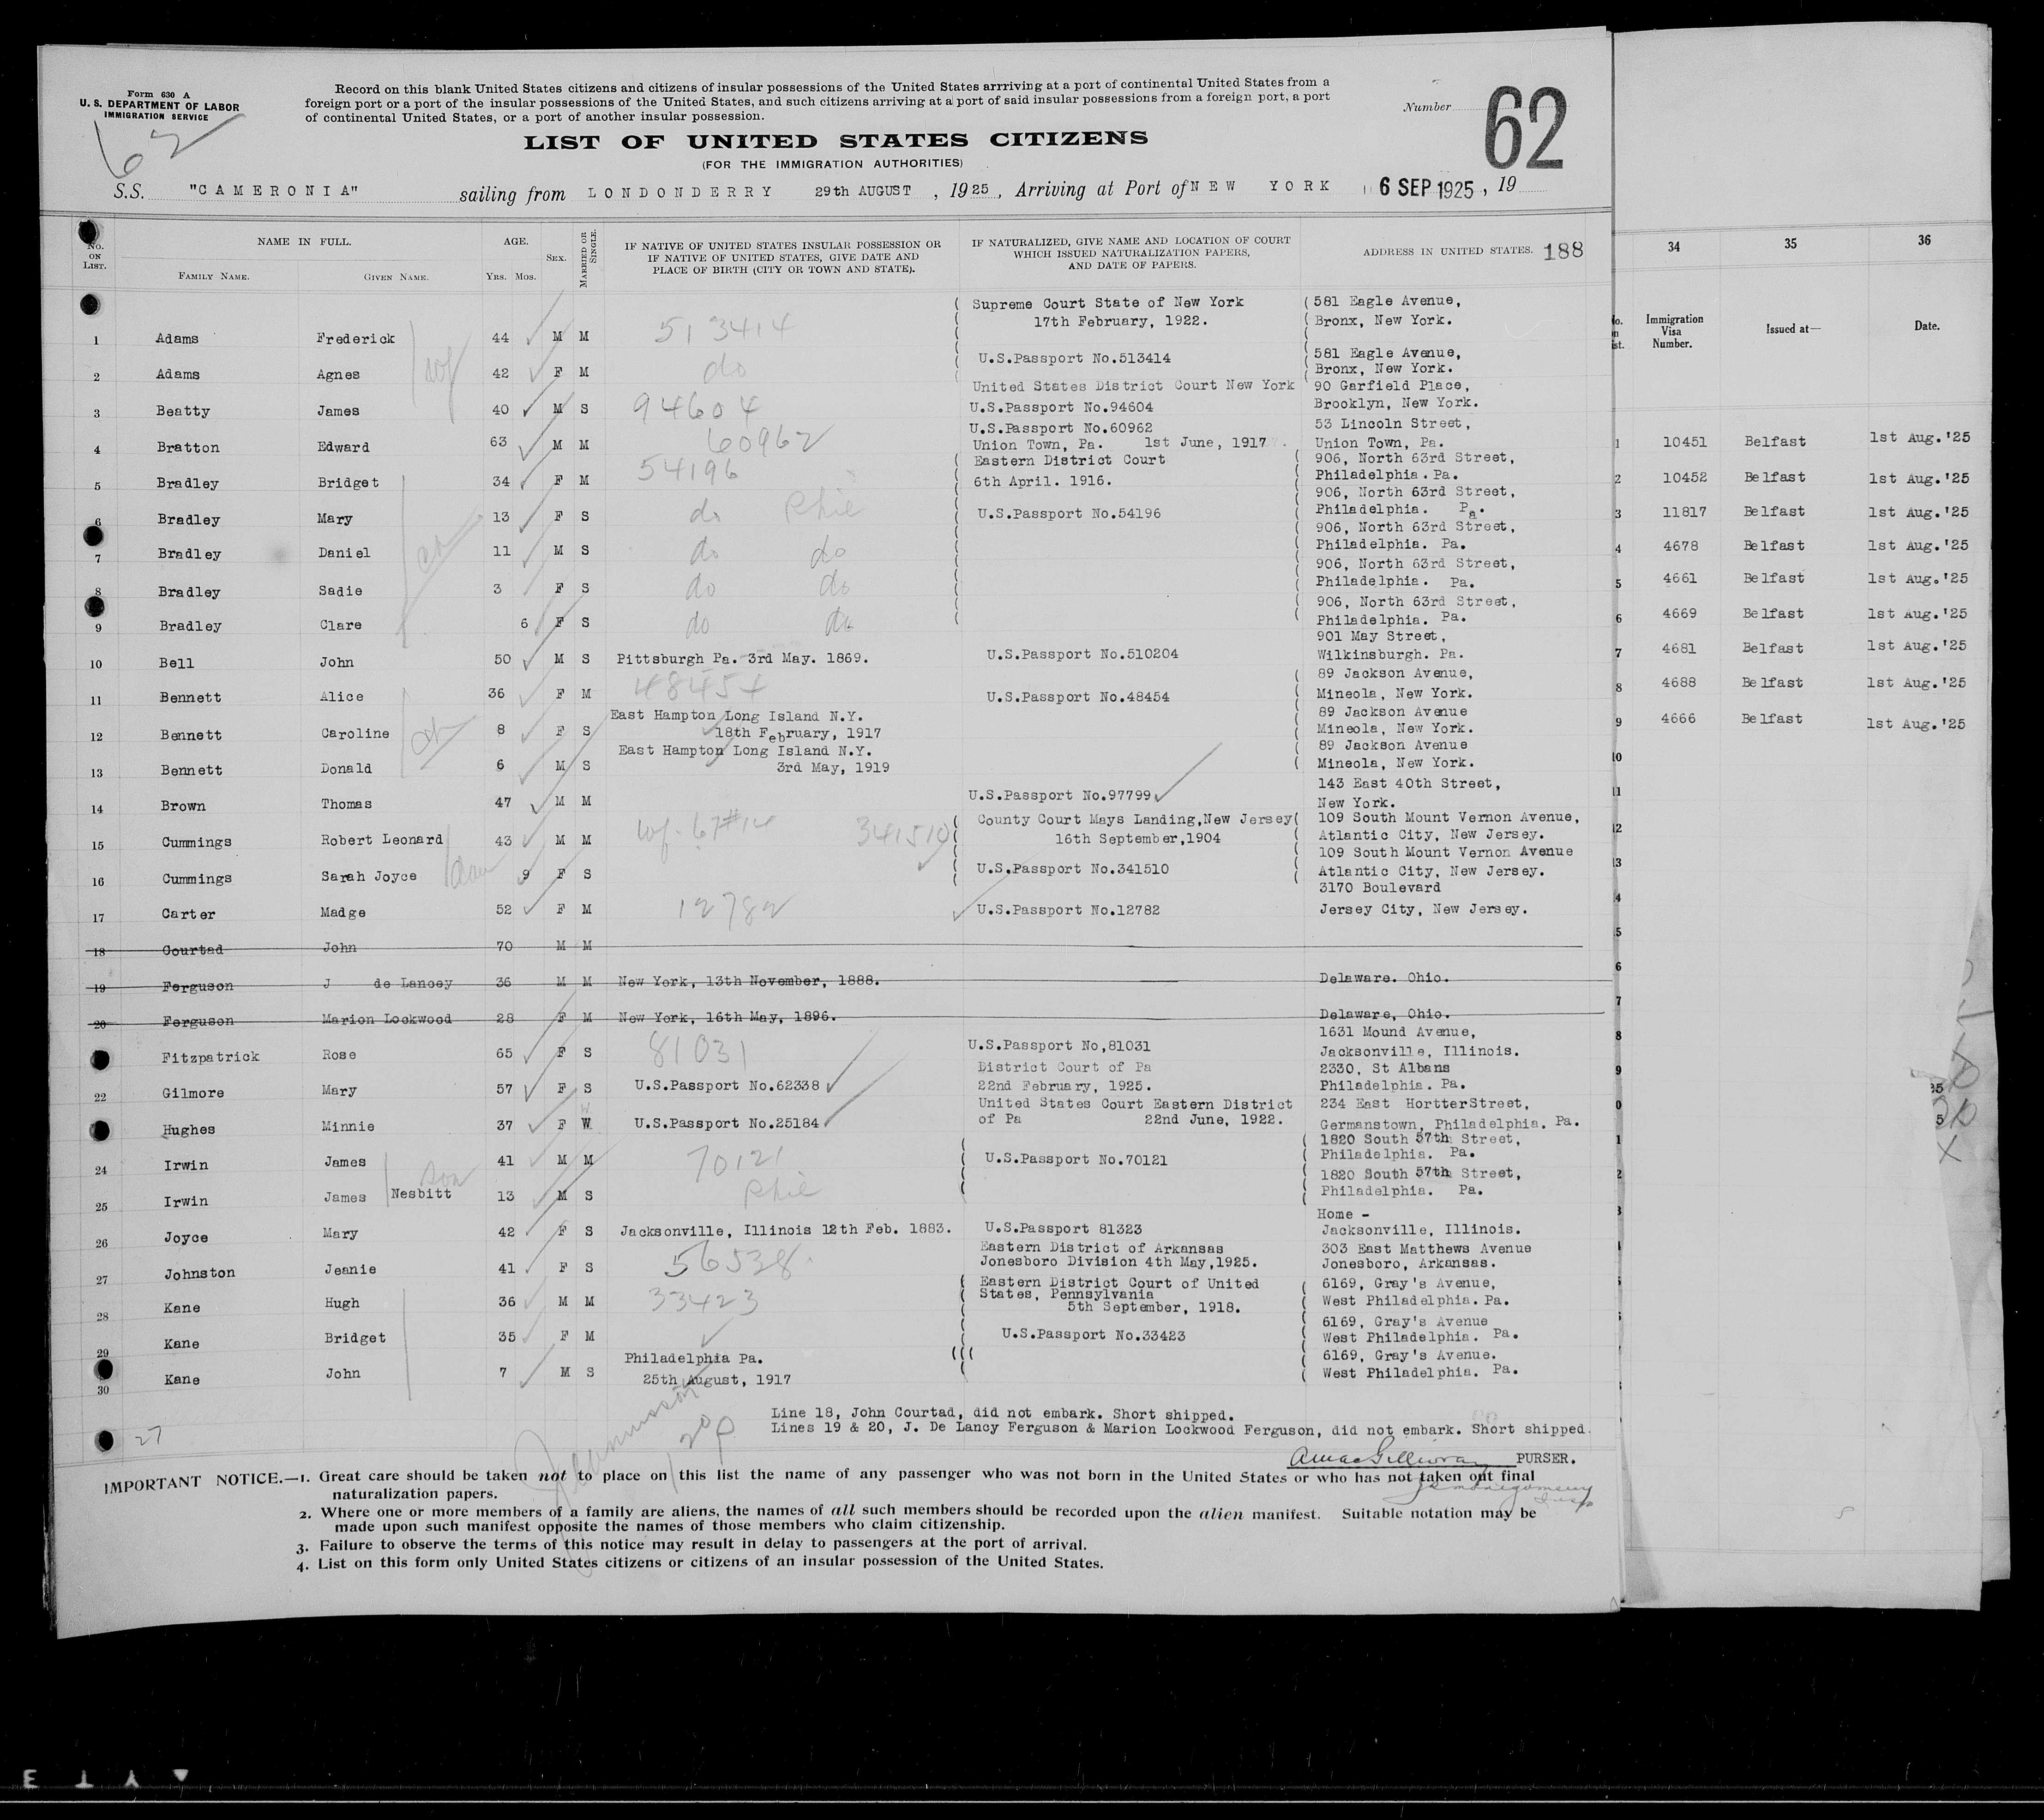 Form 630 A
U. S. DEPARTMENT OF LABOR
IMMIGRATION SERVICE
62
Record on this blank United States citizens and citizens of insular possessions of the United States arrriving at a port of continental United States from a
foreign port or a port of the insular possessions of the United States, and such citizens arriving at a port of said insular possessions from a foreign port, a port
of continental United States, or a port of another insular possession.
Number 62
LIST OF UNITED STATES CITIZENS
(FOR THE IMMIGRATION AUTHORITIES)
S.S. "CAMERONIA" sailing from LONDONDERRY 29th AUGUST, 1925, Arriving at Port of NEW YORK 6 SEP 1925, 19
No. ON LIST. NAME IN FULL. FAMILY NAME. GIVEN NAME. AGE. YRS. MOS. SEX. MARRIED OR SINGLE. IF NATIVE OF UNITED STATES INSULAR POSSESSION OR IF NATIVE OF UNITED STATES, GIVE DATE AND PLACE OF BIRTH (CITY OR TOWN AND STATE). IF NATURALIZED, GIVE NAME AND LOCATION OF COURT WHICH ISSUED NATURALIZATION PAPERS, AND DATE OF PAPERS. ADDRESS IN UNITED STATES. 188
1 Adams Frederick 44 M M 513414 Supreme Court State of New York 17th February, 1922. 581 Eagle Avenue, Bronx, New York.
2 Adams Agnes wf 42 F M do U.S.Passport No.513414 581 Eagle Avenue, Bronx, New York.
3 Beatty James 40 M S 94604 United States District Court New York U.S.Passport No.94604 90 Garfield Place, Brooklyn, New York.
4 Bratton Edward 63 M M 60962 U.S.Passport No.60962 Union Town, Pa. 1st June, 1917. 53 Lincoln Street, Union Town, Pa.
5 Bradley Bridget 34 F M 54196 Eastern District Court 6th April. 1916. 906, North 63rd Street, Philadelphia. Pa.
6 Bradley Mary 13 F S do Phil U.S.Passport No.54196 906, North 63rd Street, Philadelphia. Pa.
7 Bradley Daniel ch 11 M S do do 906, North 63rd Street, Philadelphia. Pa.
8 Bradley Sadie 3 F S do do 906, North 63rd Street, Philadelphia. Pa.
9 Bradley Clare 6 F S do do 906, North 63rd Street, Philadelphia. Pa.
10 Bell John 50 M S Pittsburgh Pa. 3rd May. 1869. U.S.Passport No.510204 901 May Street, Wilkinsburgh. Pa.
11 Bennett Alice 36 F M 48454 U.S.Passport No.48454 89 Jackson Avenue, Mineola, New York.
12 Bennett Caroline ch 8 F S East Hampton Long Island N.Y. 18th February, 1917 89 Jackson Avenue Mineola, New York.
13 Bennett Donald 6 M S East Hampton Long Island N.Y. 3rd May, 1919 89 Jackson Avenue Mineola, New York.
14 Brown Thomas 47 M M U.S.Passport No.97799 143 East 40th Street, New York.
15 Cummings Robert Leonard 43 M M wf. 67#14 341510 County Court Mays Landing,New Jersey 16th September,1904 109 South Mount Vernon Avenue, Atlantic City, New Jersey.
16 Cummings Sarah Joyce dau 9 F S U.S.Passport No.341510 109 South Mount Vernon Avenue Atlantic City, New Jersey.
17 Carter Madge 52 F M 12782 U.S.Passport No.12782 3170 Boulevard Jersey City, New Jersey.
18 Courtad John 70 M M
19 Ferguson J de Lancey 36 M M New York, 13th November, 1888. Delaware. Ohio.
20 Ferguson Marion Lockwood 28 F M New York, 16th May, 1896. Delaware, Ohio.
Fitzpatrick Rose 65 F S 81031 U.S.Passport No,81031 1631 Mound Avenue, Jacksonville, Illinois.
22 Gilmore Mary 57 F S U.S.Passport No.62338 District Court of Pa 22nd February, 1925. 2330, St Albans Philadelphia. Pa.
Hughes Minnie 37 F W U.S.Passport No.25184 United States Court Eastern District of Pa 22nd June, 1922. 234 East HortterStreet, Germanstown, Philadelphia. Pa.
24 Irwin James 41 M M 70121 U.S.Passport No.70121 1820 South 57th Street, Philadelphia. Pa.
25 Irwin James Nesbitt son 13 M S Phil 1820 South 57th Street, Philadelphia. Pa.
26 Joyce Mary 42 F S Jacksonville, Illinois 12th Feb. 1883. U.S.Passport 81323 Home - Jacksonville, Illinois.
27 Johnston Jeanie 41 F S 56538 Eastern District of Arkansas Jonesboro Division 4th May,1925. 303 East Matthews Avenue Jonesboro, Arkansas.
28 Kane Hugh 36 M M 33423 Eastern District Court of United States, Pennsylvania 5th September, 1918. 6169, Gray's Avenue, West Philadelphia. Pa.
29 Kane Bridget 35 F M U.S.Passport No.33423 6169, Gray's Avenue West Philadelphia. Pa.
30 Kane John 7 M S Philadelphia Pa. 25th August, 1917 6169, Gray's Avenue. West Philadelphia. Pa.
27
Line 18, John Courtad, did not embark. Short shipped.
Lines 19 & 20, J. De Lancy Ferguson & Marion Lockwood Ferguson, did not embark. Short shipped.
PURSER.
IMPORTANT NOTICE.—1. Great care should be taken not to place on this list the name of any passenger who was not born in the United States or who has not taken out final
naturalization papers.
2. Where one or more members of a family are aliens, the names of all such members should be recorded upon the alien manifest. Suitable notation may be
made upon such manifest opposite the names of those members who claim citizenship.
3. Failure to observe the terms of this notice may result in delay to passengers at the port of arrival.
4. List on this form only United States citizens or citizens of an insular possession of the United States.
34 35 36
Immigration Visa Number. Issued at— Date.
1 10451 Belfast 1st Aug.'25
2 10452 Belfast 1st Aug.'25
3 11817 Belfast 1st Aug.'25
4 4678 Belfast 1st Aug.'25
5 4661 Belfast 1st Aug.'25
6 4669 Belfast 1st Aug.'25
7 4681 Belfast 1st Aug.'25
8 4688 Belfast 1st Aug.'25
9 4666 Belfast 1st Aug.'25
10